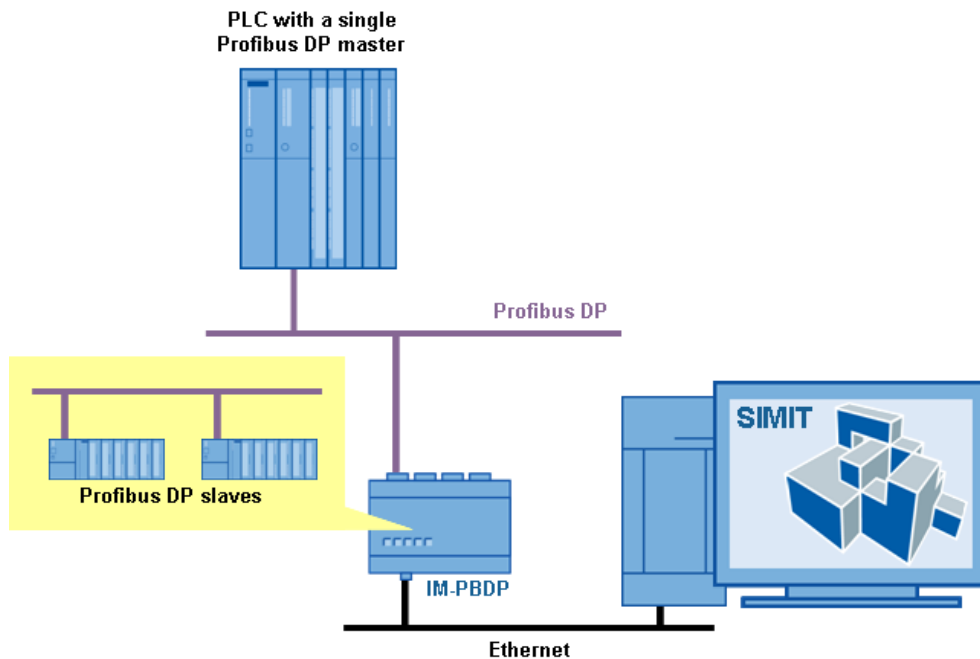 PLC with a single
Profibus DP master
Profibus DP
SIMIT
Profibus DP slaves
IM-PBDP
Ethernet